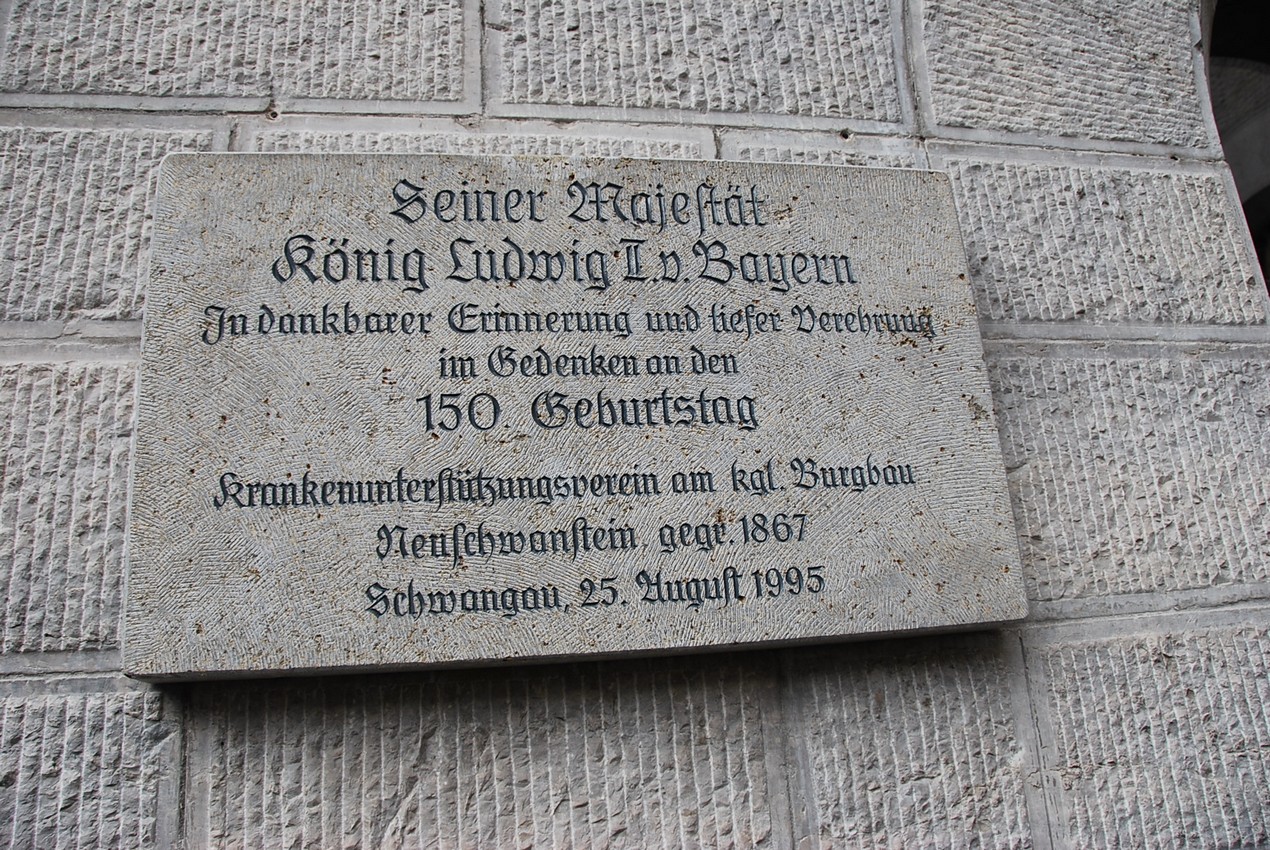 Seiner Majestät
König Ludwig II. v. Bayern
In dankbarer Erinnerung und tiefer Verehrung
im Gedenken an den
150. Geburtstag
Krankenunterstützungsverein am kgl. Burgbau
Neuschwanstein gegr. 1867
Schwangau, 25. August 1995